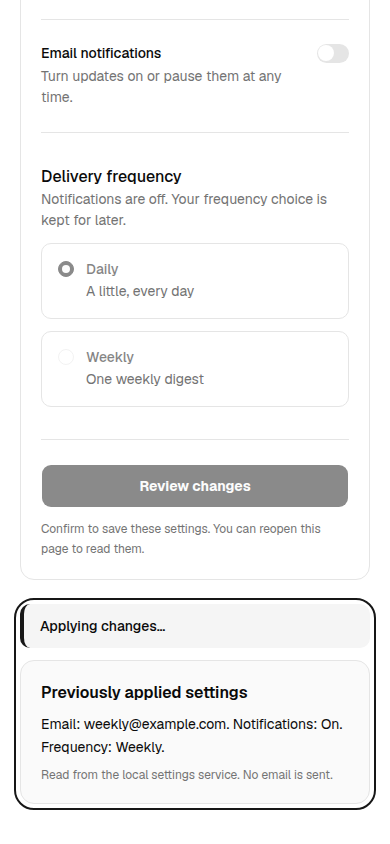 Email notifications
Turn updates on or pause them at any
time.
Delivery frequency
Notifications are off. Your frequency choice is
kept for later.
Daily
A little, every day
Weekly
One weekly digest
Review changes
Confirm to save these settings. You can reopen this
page to read them.
Applying changes...
Previously applied settings
Email: weekly@example.com. Notifications: On.
Frequency: Weekly.
Read from the local settings service. No email is sent.